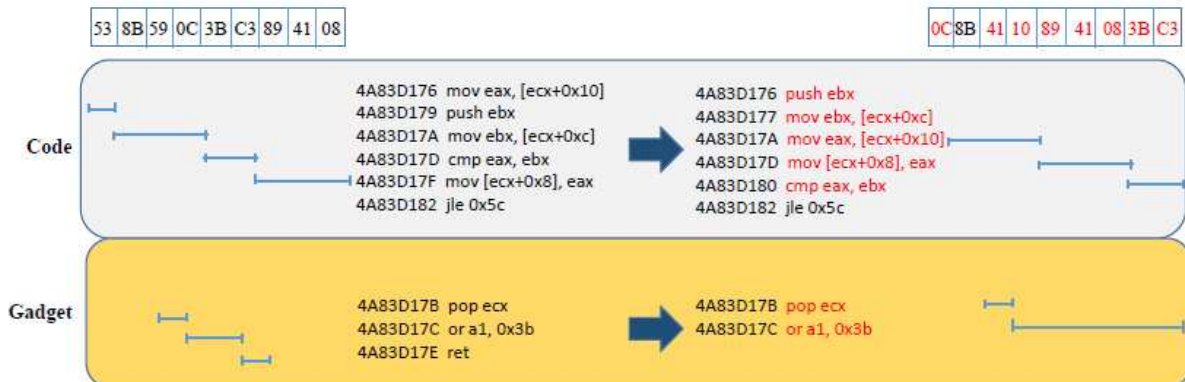 53 8B 59 0C 3B C3 89 41 08
0C 8B 41 10 89 41 08 3B C3
Code
4A83D176 mov eax, [ecx+0x10]
4A83D179 push ebx
4A83D17A mov ebx, [ecx+0xc]
4A83D17D cmp eax, ebx
4A83D17F mov [ecx+0x8], eax
4A83D182 jle 0x5c
4A83D176 push ebx
4A83D177 mov ebx, [ecx+0xc]
4A83D17A mov eax, [ecx+0x10]
4A83D17D mov [ecx+0x8], eax
4A83D180 cmp eax, ebx
4A83D182 jle 0x5c
Gadget
4A83D17B pop ecx
4A83D17C or a1, 0x3b
4A83D17E ret
4A83D17B pop ecx
4A83D17C or a1, 0x3b